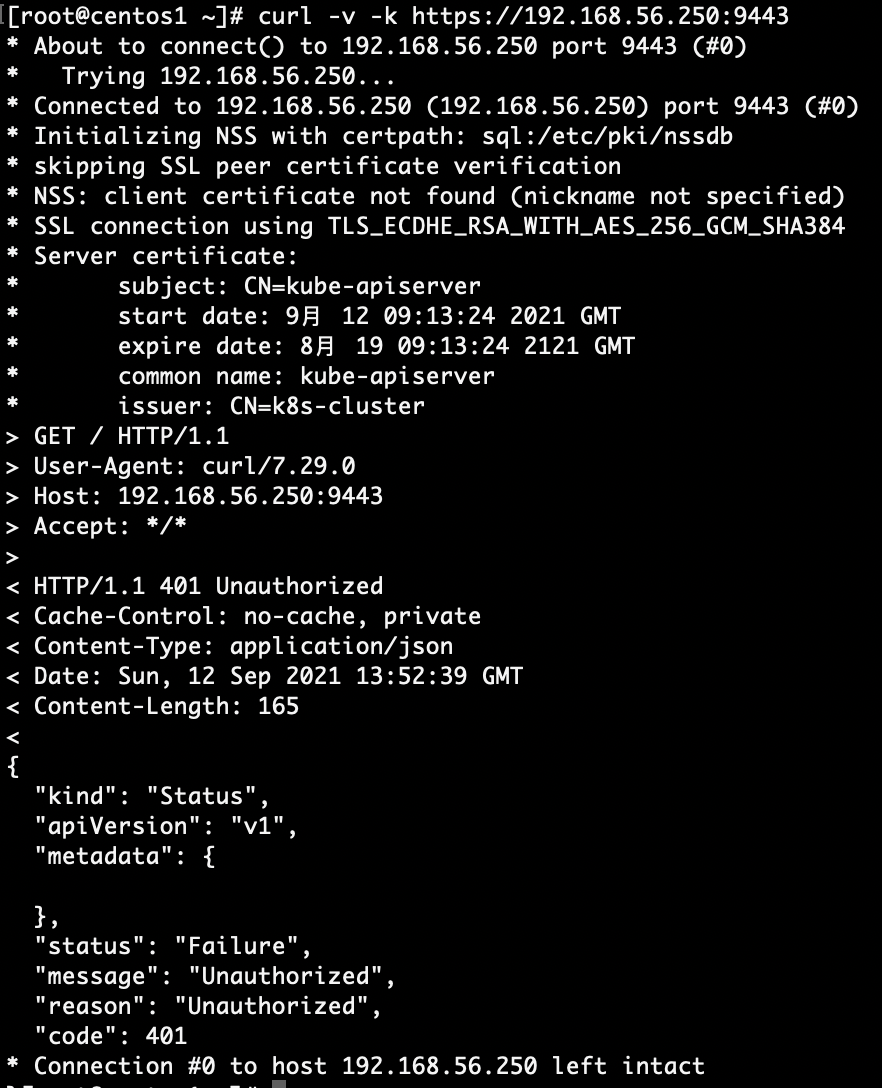 [root@centos1 ~]# curl -v -k https://192.168.56.250:9443
* About to connect() to 192.168.56.250 port 9443 (#0)
*   Trying 192.168.56.250...
* Connected to 192.168.56.250 (192.168.56.250) port 9443 (#0)
* Initializing NSS with certpath: sql:/etc/pki/nssdb
* skipping SSL peer certificate verification
* NSS: client certificate not found (nickname not specified)
* SSL connection using TLS_ECDHE_RSA_WITH_AES_256_GCM_SHA384
* Server certificate:
*       subject: CN=kube-apiserver
*       start date: 9月 12 09:13:24 2021 GMT
*       expire date: 8月 19 09:13:24 2121 GMT
*       common name: kube-apiserver
*       issuer: CN=k8s-cluster
> GET / HTTP/1.1
> User-Agent: curl/7.29.0
> Host: 192.168.56.250:9443
> Accept: */*
>
< HTTP/1.1 401 Unauthorized
< Cache-Control: no-cache, private
< Content-Type: application/json
< Date: Sun, 12 Sep 2021 13:52:39 GMT
< Content-Length: 165
<
{
  "kind": "Status",
  "apiVersion": "v1",
  "metadata": {

  },
  "status": "Failure",
  "message": "Unauthorized",
  "reason": "Unauthorized",
  "code": 401
* Connection #0 to host 192.168.56.250 left intact